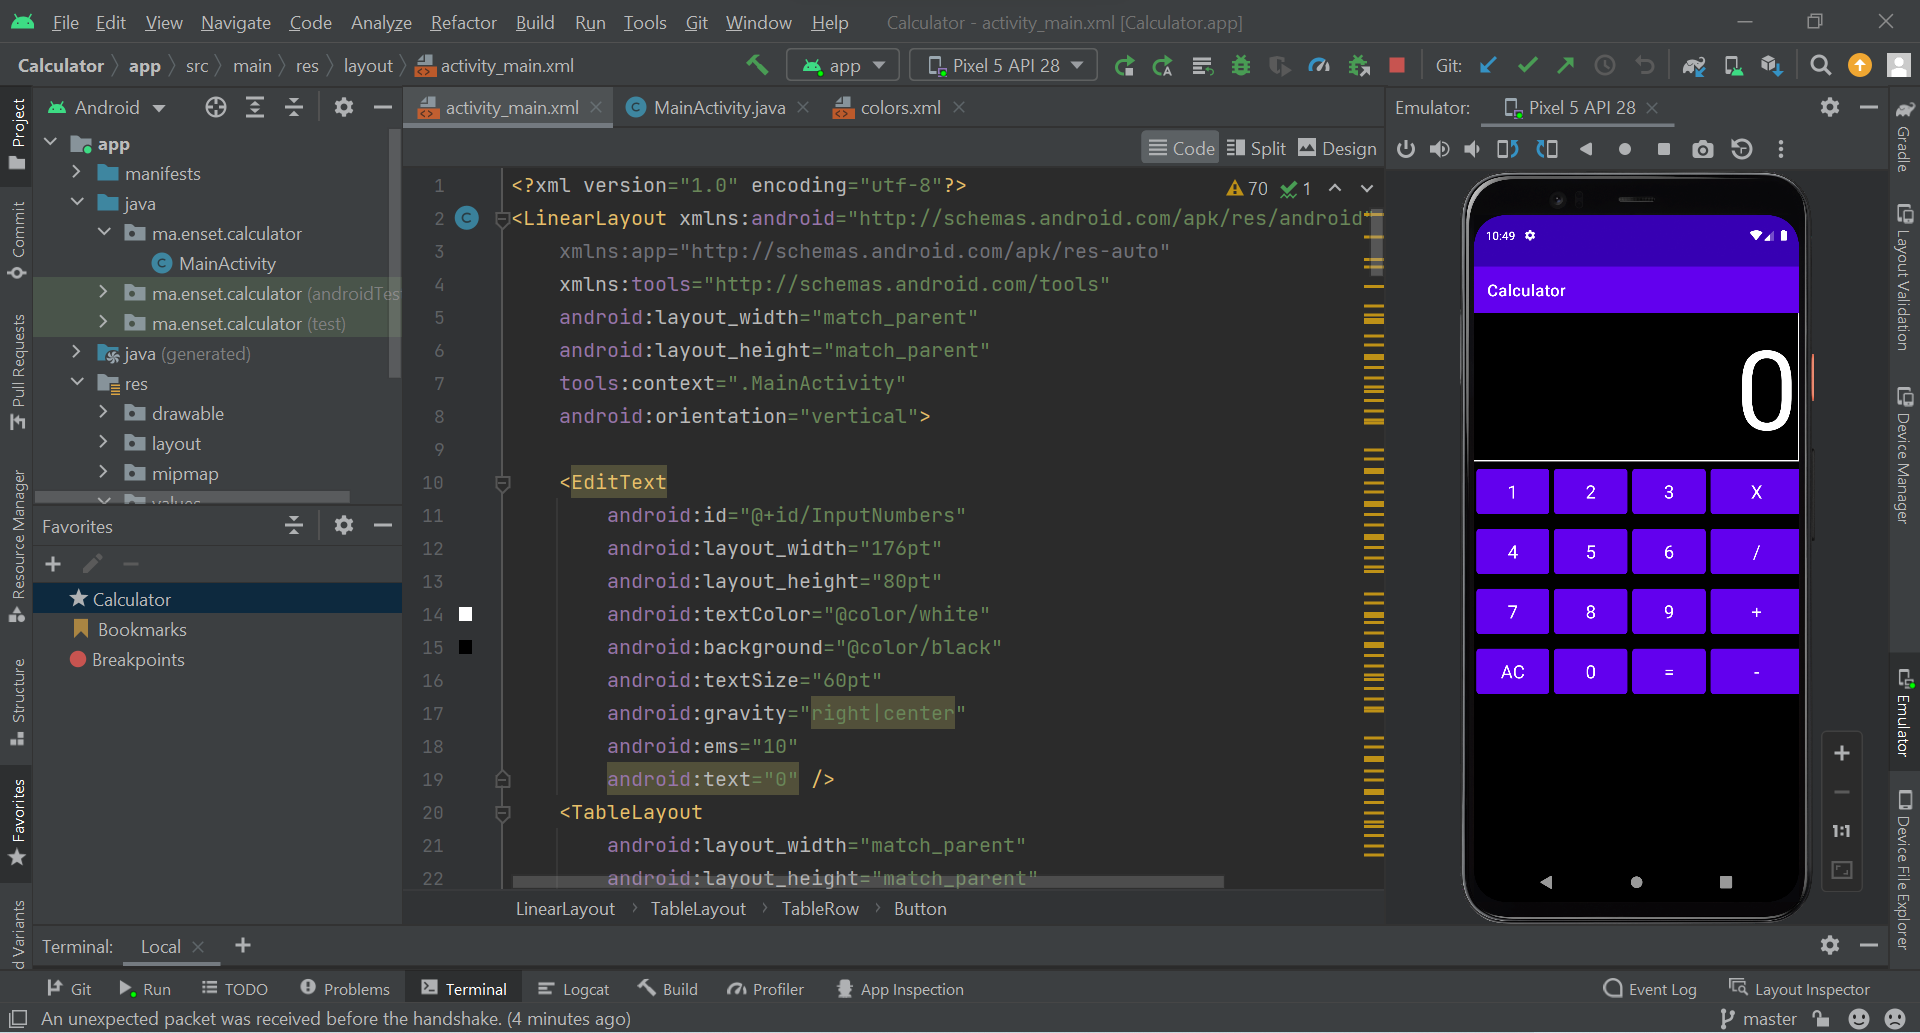 File Edit View Navigate Code Analyze Refactor Build Run Tools Git Window Help Calculator - activity_main.xml [Calculator.app]
Calculator app src main res layout activity_main.xml app Pixel 5 API 28 Git:
Android
activity_main.xml MainActivity.java colors.xml
Emulator: Pixel 5 API 28
Code Split Design
Project
Commit
Pull Requests
Resource Manager
Structure
Favorites
d Variants
app
manifests
java
ma.enset.calculator
MainActivity
ma.enset.calculator (androidTes
ma.enset.calculator (test)
java (generated)
res
drawable
layout
mipmap
values
Favorites
Calculator
Bookmarks
Breakpoints
70 1
1 <?xml version="1.0" encoding="utf-8"?>
2 <LinearLayout xmlns:android="http://schemas.android.com/apk/res/android"
3 xmlns:app="http://schemas.android.com/apk/res-auto"
4 xmlns:tools="http://schemas.android.com/tools"
5 android:layout_width="match_parent"
6 android:layout_height="match_parent"
7 tools:context=".MainActivity"
8 android:orientation="vertical">
9
10 <EditText
11 android:id="@+id/InputNumbers"
12 android:layout_width="176pt"
13 android:layout_height="80pt"
14 android:textColor="@color/white"
15 android:background="@color/black"
16 android:textSize="60pt"
17 android:gravity="right|center"
18 android:ems="10"
19 android:text="0" />
20 <TableLayout
21 android:layout_width="match_parent"
22 android:layout_height="match_parent"
LinearLayout TableLayout TableRow Button
10:49
Calculator
0
1 2 3 X
4 5 6 /
7 8 9 +
AC 0 = -
1:1
Gradle
Layout Validation
Device Manager
Emulator
Device File Explorer
Terminal: Local
Git Run TODO Problems Terminal Logcat Build Profiler App Inspection Event Log Layout Inspector
An unexpected packet was received before the handshake. (4 minutes ago) master